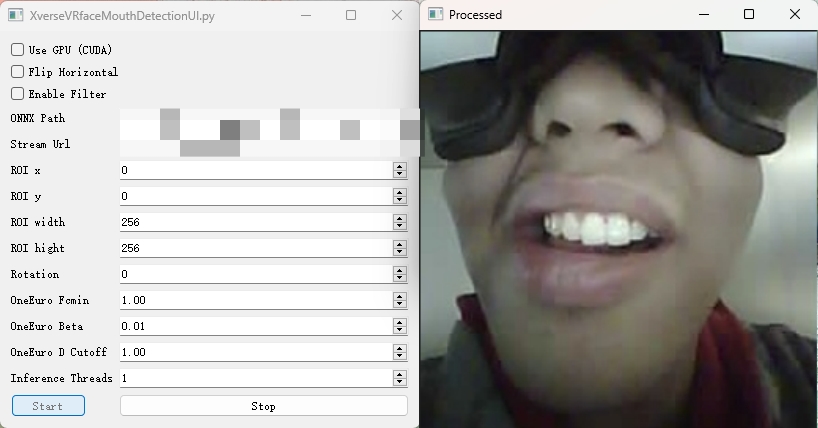 XverseVRfaceMouthDetectionUI.py
Use GPU (CUDA)
Flip Horizontal
Enable Filter
ONNX Path
Stream Url
ROI x 0
ROI y 0
ROI width 256
ROI hight 256
Rotation 0
OneEuro Fcmin 1.00
OneEuro Beta 0.01
OneEuro D Cutoff 1.00
Inference Threads 1
Start Stop
Processed